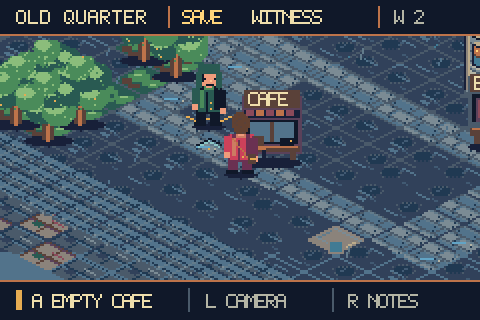 OLD QUARTER SAVE WITNESS W 2
CAFE
A EMPTY CAFE L CAMERA R NOTES